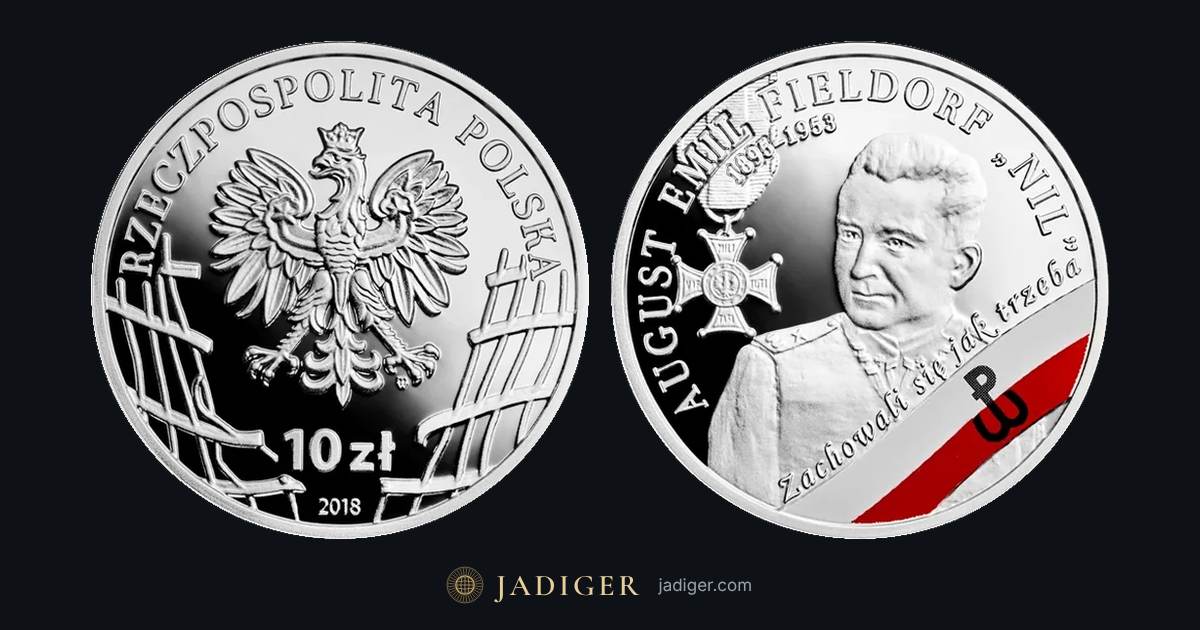 RZECZPOSPOLITA POLSKA
10 zł
2018
AUGUST EMIL FIELDORF „NIL”
1895–1953
Zachowali się jak trzeba
JADIGER jadiger.com